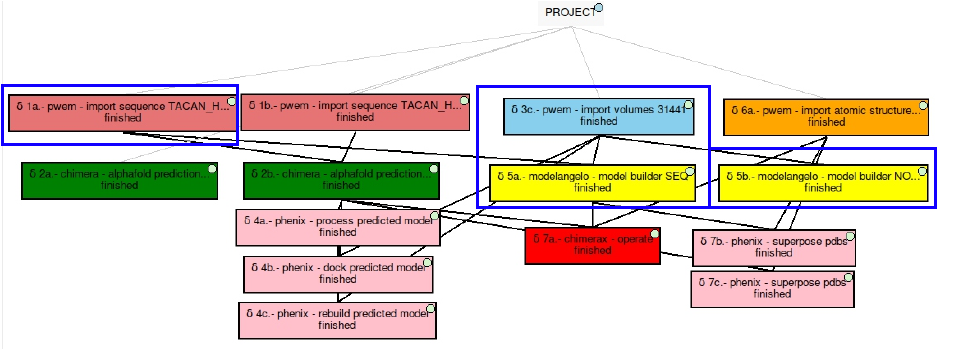 PROJECT
δ 1a.- pwem - import sequence TACAN_H...
finished
δ 1b.- pwem - import sequence TACAN_H...
finished
δ 3c.- pwem - import volumes 31441
finished
δ 6a.- pwem - import atomic structure...
finished
δ 2a.- chimera - alphafold prediction...
finished
δ 2b.- chimera - alphafold prediction...
finished
δ 5a.- modelangelo - model builder SEQ
finished
δ 5b.- modelangelo - model builder NO...
finished
δ 4a.- phenix - process predicted model
finished
δ 7a.- chimerax - operate
finished
δ 7b.- phenix - superpose pdbs
finished
δ 4b.- phenix - dock predicted model
finished
δ 7c.- phenix - superpose pdbs
finished
δ 4c.- phenix - rebuild predicted model
finished